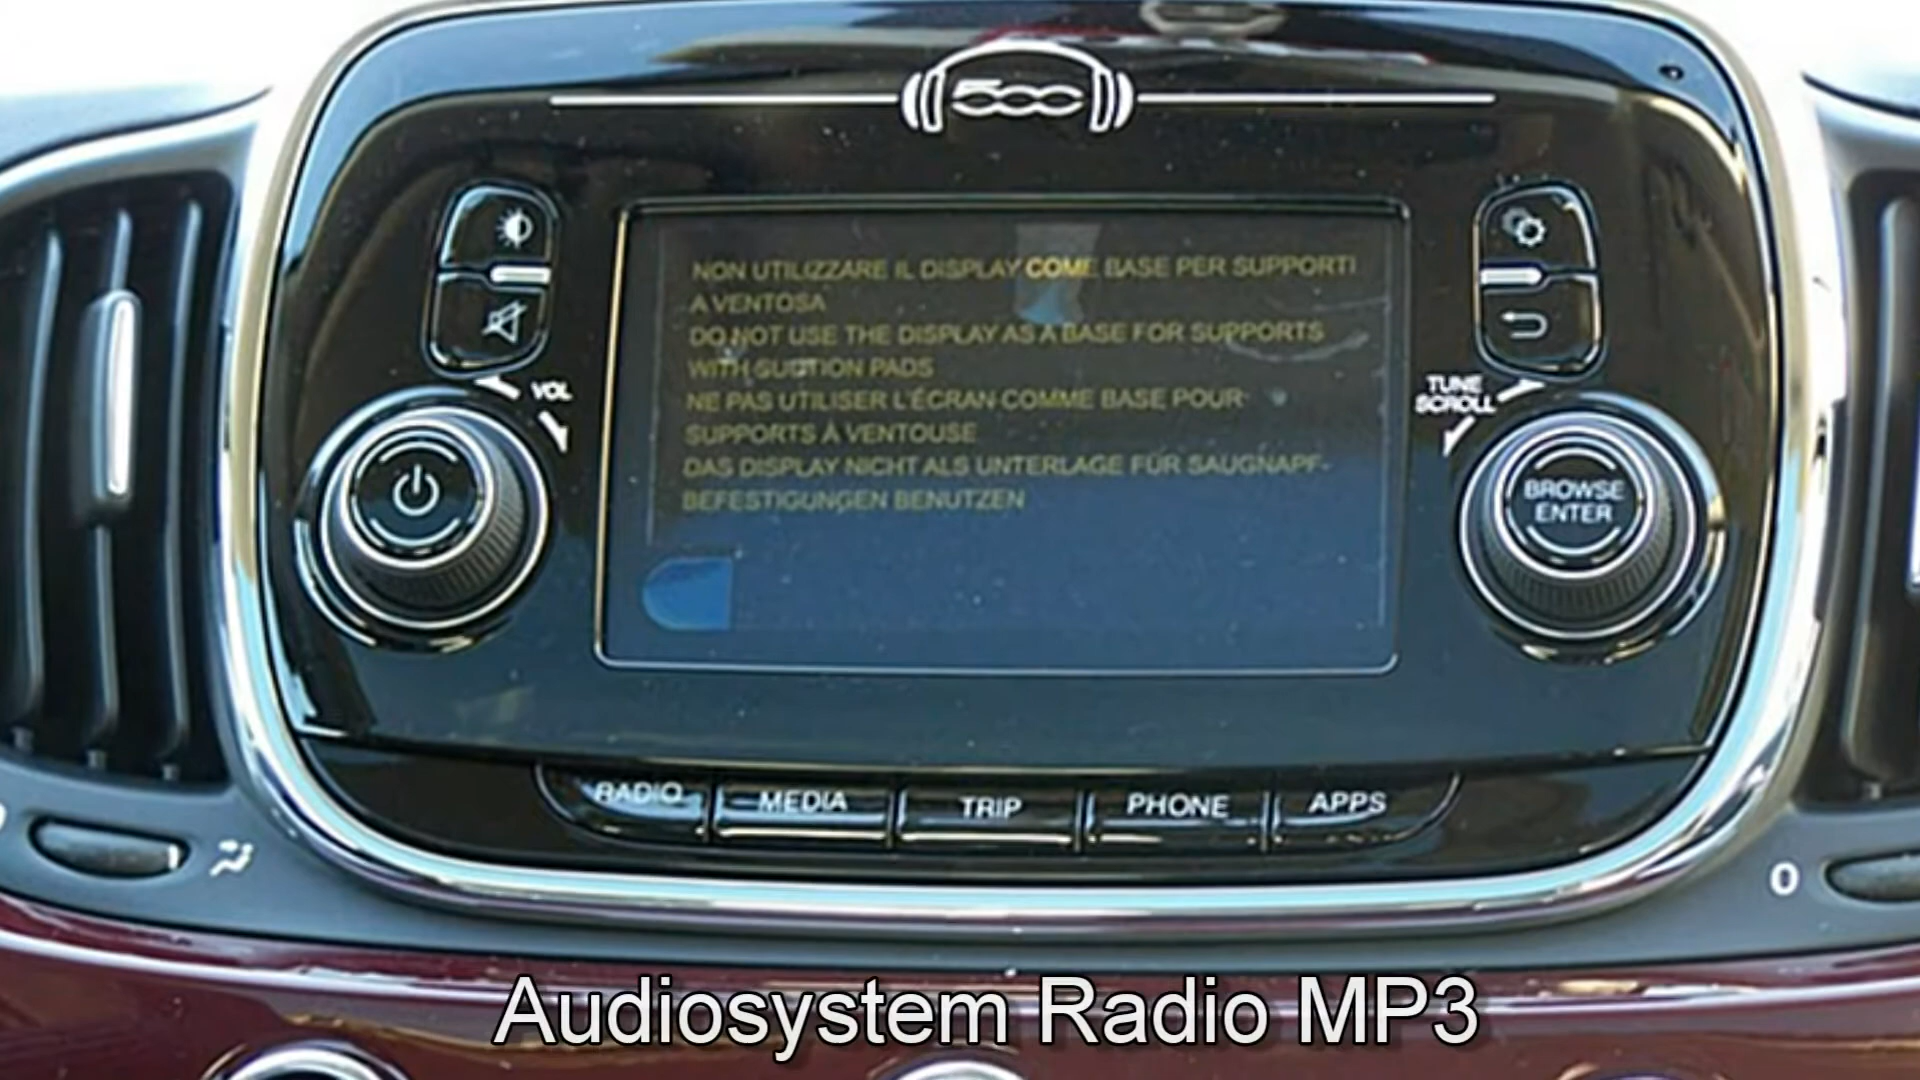 500
NON UTILIZZARE IL DISPLAY COME BASE PER SUPPORTI
A VENTOSA
DO NOT USE THE DISPLAY AS A BASE FOR SUPPORTS
WITH SUCTION PADS
NE PAS UTILISER L'ÉCRAN COMME BASE POUR
SUPPORTS À VENTOUSE
DAS DISPLAY NICHT ALS UNTERLAGE FÜR SAUGNAPF-
BEFESTIGUNGEN BENUTZEN
VOL
TUNE
SCROLL
BROWSE
ENTER
RADIO MEDIA TRIP PHONE APPS
0
Audiosystem Radio MP3